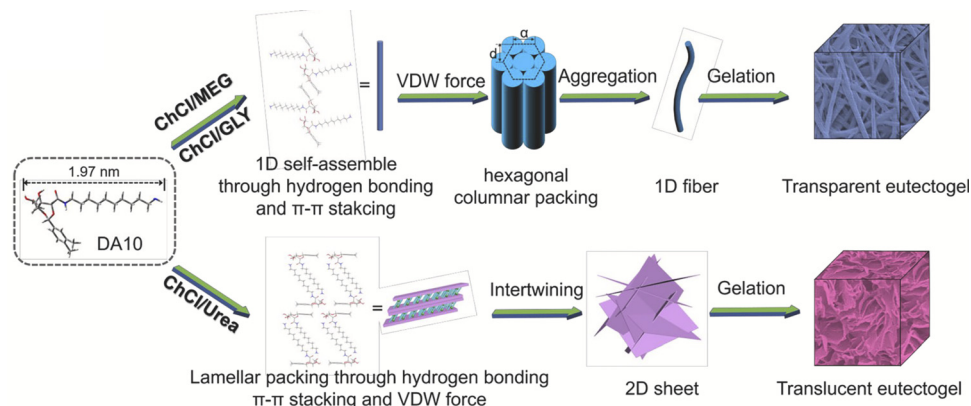 ChCl/MEG
ChCl/GLY
1D self-assemble
through hydrogen bonding
and π-π stakcing
=
VDW force
α
d
hexagonal
columnar packing
Aggregation
1D fiber
Gelation
Transparent eutectogel
1.97 nm
DA10
ChCl/Urea
=
Lamellar packing through hydrogen bonding
π-π stacking and VDW force
Intertwining
2D sheet
Gelation
Translucent eutectogel